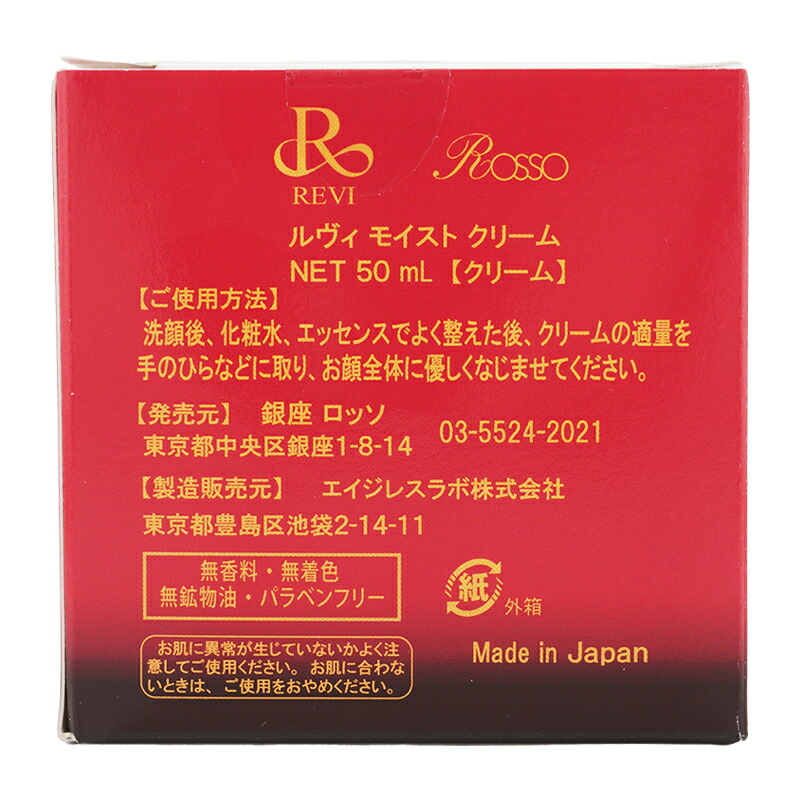 R Rosso
REVI
ルヴィ モイスト クリーム
NET 50 mL【クリーム】
【ご使用方法】
洗顔後、化粧水、エッセンスでよく整えた後、クリームの適量を
手のひらなどに取り、お顔全体に優しくなじませてください。
【発売元】 銀座 ロッソ
東京都中央区銀座1-8-14 03-5524-2021
【製造販売元】 エイジレスラボ株式会社
東京都豊島区池袋2-14-11
無香料・無着色
無鉱物油・パラベンフリー
紙 外箱
お肌に異常が生じていないかよく注
意してご使用ください。お肌に合わな
いときは、ご使用をおやめください。
Made in Japan